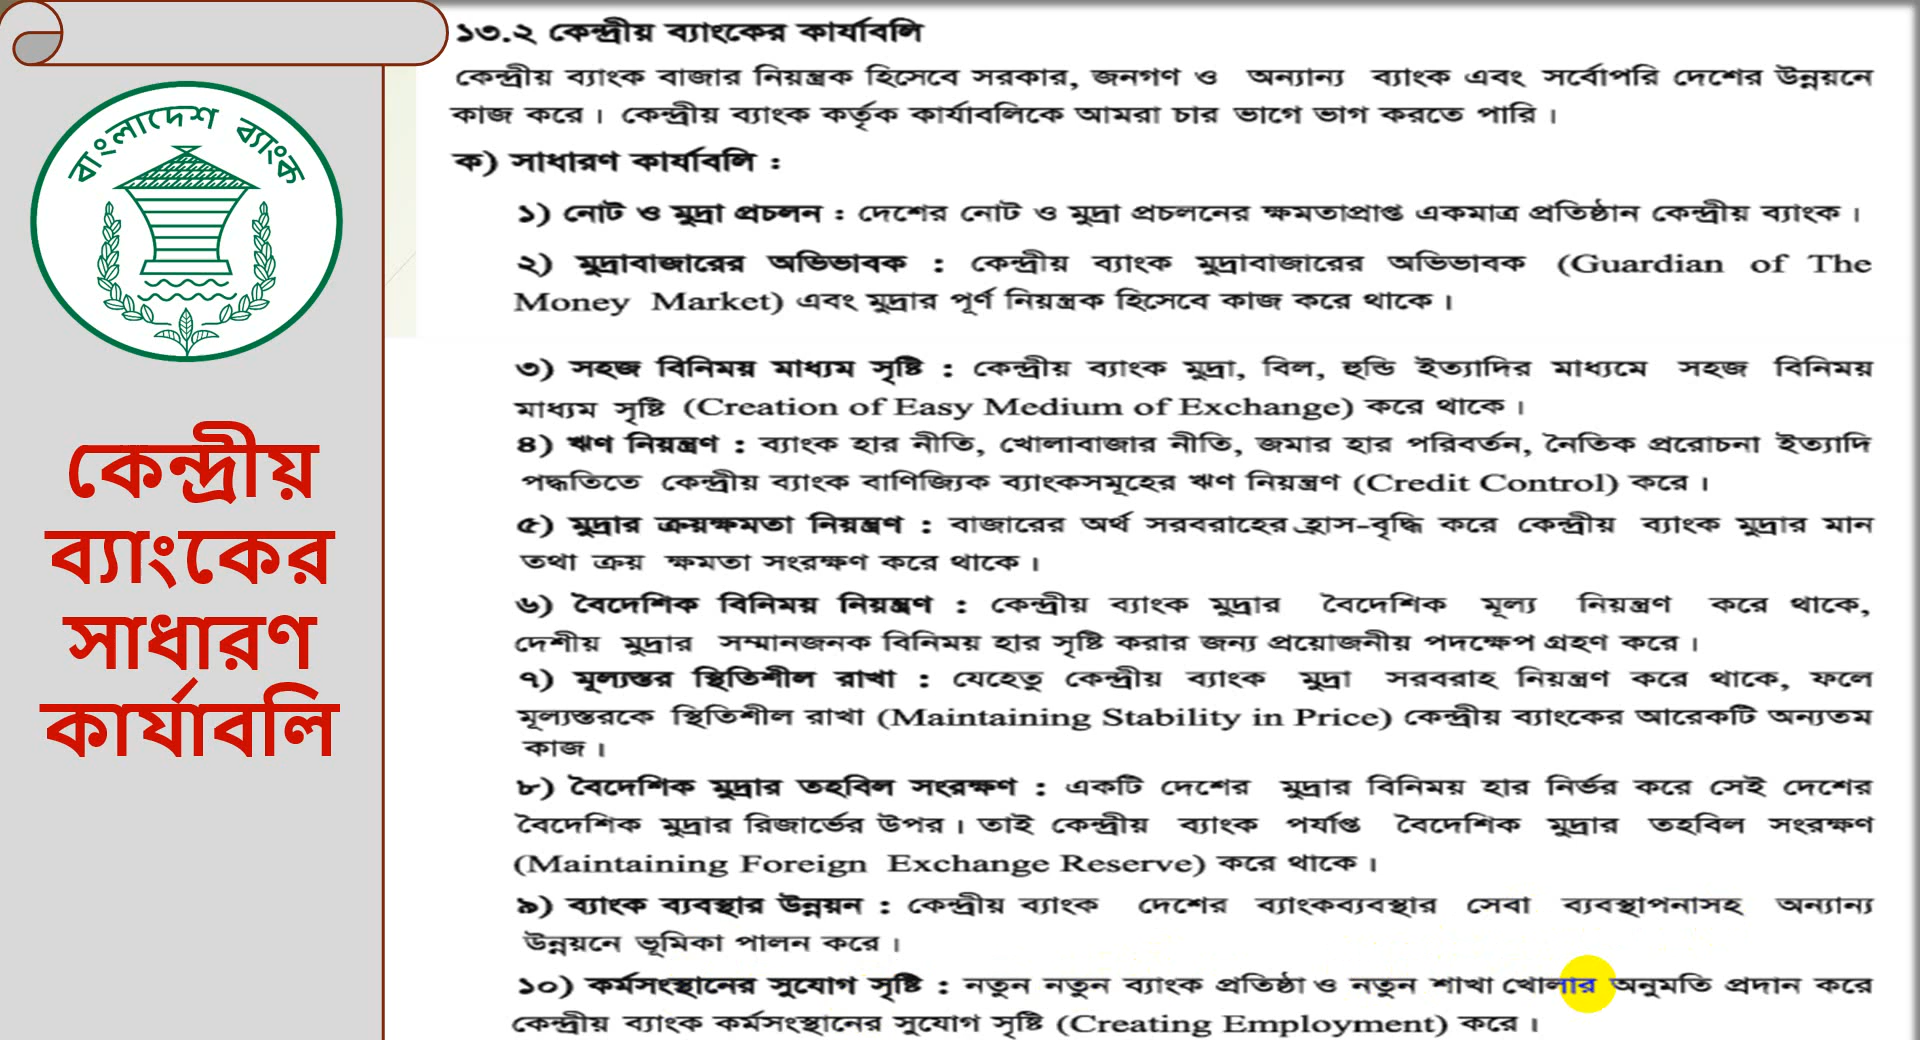 বাংলাদেশ ব্যাংক
কেন্দ্রীয়
ব্যাংকের
সাধারণ
কার্যাবলি
১৩.২ কেন্দ্রীয় ব্যাংকের কার্যাবলি
কেন্দ্রীয় ব্যাংক বাজার নিয়ন্ত্রক হিসেবে সরকার, জনগণ ও অন্যান্য ব্যাংক এবং সর্বোপরি দেশের উন্নয়নে
কাজ করে। কেন্দ্রীয় ব্যাংক কর্তৃক কার্যাবলিকে আমরা চার ভাগে ভাগ করতে পারি।
ক) সাধারণ কার্যাবলি :
১) নোট ও মুদ্রা প্রচলন : দেশের নোট ও মুদ্রা প্রচলনের ক্ষমতাপ্রাপ্ত একমাত্র প্রতিষ্ঠান কেন্দ্রীয় ব্যাংক।
২) মুদ্রাবাজারের অভিভাবক : কেন্দ্রীয় ব্যাংক মুদ্রাবাজারের অভিভাবক (Guardian of The
Money Market) এবং মুদ্রার পূর্ণ নিয়ন্ত্রক হিসেবে কাজ করে থাকে।
৩) সহজ বিনিময় মাধ্যম সৃষ্টি : কেন্দ্রীয় ব্যাংক মুদ্রা, বিল, হুন্ডি ইত্যাদির মাধ্যমে সহজ বিনিময়
মাধ্যম সৃষ্টি (Creation of Easy Medium of Exchange) করে থাকে।
৪) ঋণ নিয়ন্ত্রণ : ব্যাংক হার নীতি, খোলাবাজার নীতি, জমার হার পরিবর্তন, নৈতিক প্ররোচনা ইত্যাদি
পদ্ধতিতে কেন্দ্রীয় ব্যাংক বাণিজ্যিক ব্যাংকসমূহের ঋণ নিয়ন্ত্রণ (Credit Control) করে।
৫) মুদ্রার ক্রয়ক্ষমতা নিয়ন্ত্রণ : বাজারের অর্থ সরবরাহের হ্রাস-বৃদ্ধি করে কেন্দ্রীয় ব্যাংক মুদ্রার মান
তথা ক্রয় ক্ষমতা সংরক্ষণ করে থাকে।
৬) বৈদেশিক বিনিময় নিয়ন্ত্রণ : কেন্দ্রীয় ব্যাংক মুদ্রার বৈদেশিক মূল্য নিয়ন্ত্রণ করে থাকে,
দেশীয় মুদ্রার সম্মানজনক বিনিময় হার সৃষ্টি করার জন্য প্রয়োজনীয় পদক্ষেপ গ্রহণ করে।
৭) মূল্যস্তর স্থিতিশীল রাখা : যেহেতু কেন্দ্রীয় ব্যাংক মুদ্রা সরবরাহ নিয়ন্ত্রণ করে থাকে, ফলে
মূল্যস্তরকে স্থিতিশীল রাখা (Maintaining Stability in Price) কেন্দ্রীয় ব্যাংকের আরেকটি অন্যতম
কাজ।
৮) বৈদেশিক মুদ্রার তহবিল সংরক্ষণ : একটি দেশের মুদ্রার বিনিময় হার নির্ভর করে সেই দেশের
বৈদেশিক মুদ্রার রিজার্ভের উপর। তাই কেন্দ্রীয় ব্যাংক পর্যাপ্ত বৈদেশিক মুদ্রার তহবিল সংরক্ষণ
(Maintaining Foreign Exchange Reserve) করে থাকে।
৯) ব্যাংক ব্যবস্থার উন্নয়ন : কেন্দ্রীয় ব্যাংক দেশের ব্যাংকব্যবস্থার সেবা ব্যবস্থাপনাসহ অন্যান্য
উন্নয়নে ভূমিকা পালন করে।
১০) কর্মসংস্থানের সুযোগ সৃষ্টি : নতুন নতুন ব্যাংক প্রতিষ্ঠা ও নতুন শাখা খোলার অনুমতি প্রদান করে
কেন্দ্রীয় ব্যাংক কর্মসংস্থানের সুযোগ সৃষ্টি (Creating Employment) করে।